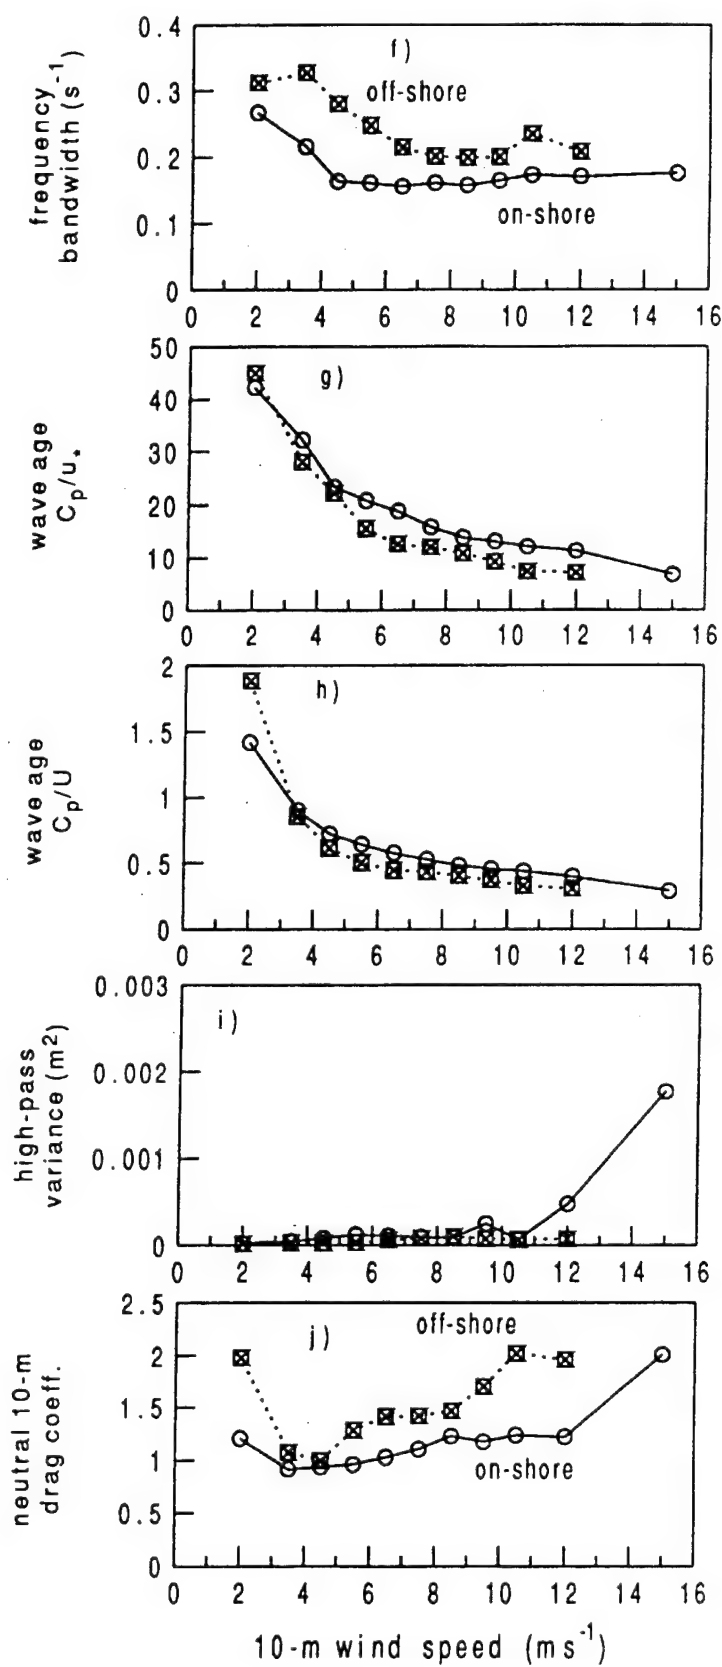 frequency
bandwidth (s-1)
0.4
0.3
0.2
0.1
0
f)
off-shore
on-shore
0 2 4 6 8 10 12 14 16
wave age
Cp/u*
50
40
30
20
10
0
g)
0 2 4 6 8 10 12 14 16
wave age
Cp/U
2
1.5
1
0.5
0
h)
0 2 4 6 8 10 12 14 16
high-pass
variance (m2)
0.003
0.002
0.001
0
i)
0 2 4 6 8 10 12 14 16
neutral 10-m
drag coeff.
2.5
2
1.5
1
0.5
0
j)
off-shore
on-shore
0 2 4 6 8 10 12 14 16
10-m wind speed (ms-1)